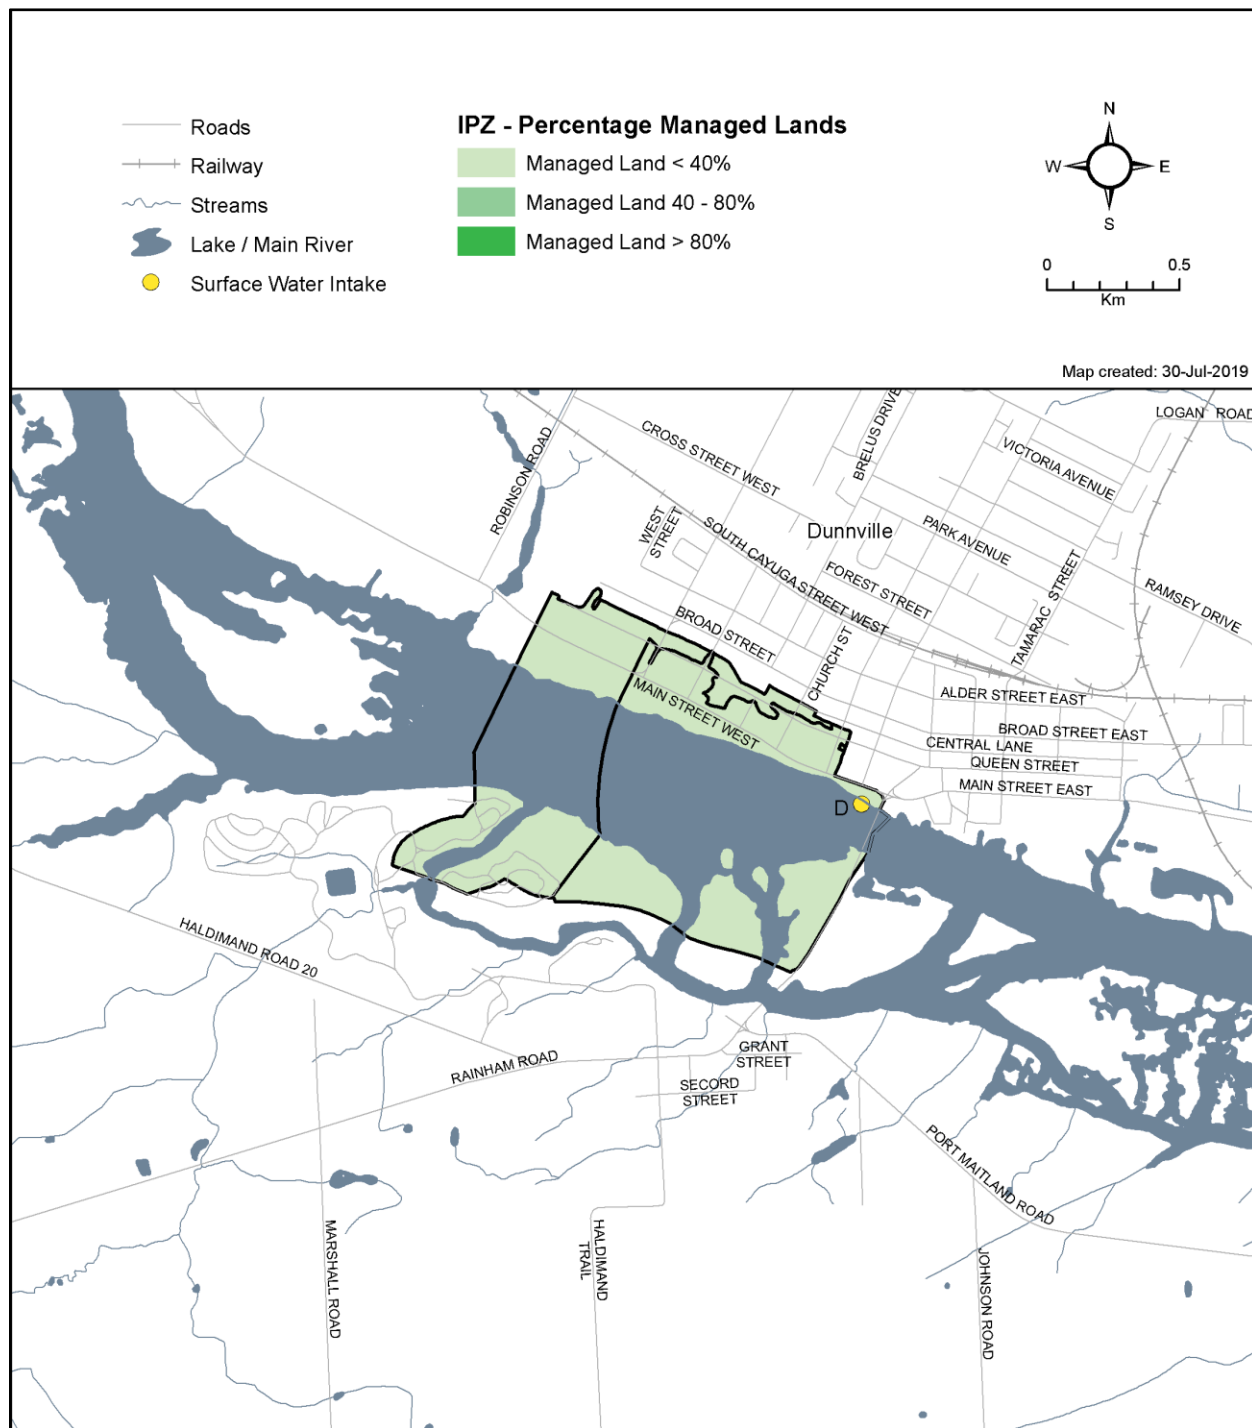 Roads
Railway
Streams
Lake / Main River
Surface Water Intake
IPZ - Percentage Managed Lands
Managed Land < 40%
Managed Land 40 - 80%
Managed Land > 80%
N
W
E
S
0
0.5
Km
Map created: 30-Jul-2019
LOGAN ROAD
CROSS STREET WEST
BRELUS DRIVE
VICTORIA AVENUE
ROBINSON ROAD
WEST
STREET
SOUTH CAYUGA STREET WEST
Dunnville
PARK AVENUE
FOREST STREET
TAMARAC STREET
RAMSEY DRIVE
BROAD STREET
CHURCH ST
MAIN STREET WEST
ALDER STREET EAST
BROAD STREET EAST
CENTRAL LANE
QUEEN STREET
MAIN STREET EAST
D
HALDIMAND ROAD 20
RAINHAM ROAD
GRANT
STREET
SECORD
STREET
PORT MAITLAND ROAD
MARSHALL ROAD
HALDIMAND
TRAIL
JOHNSON ROAD